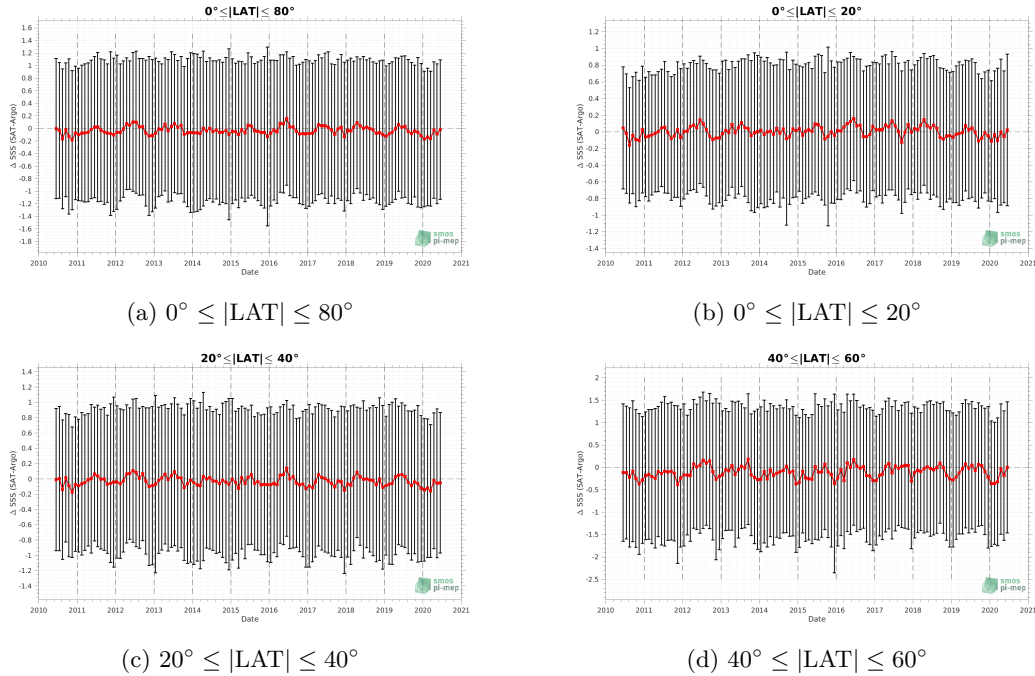 0°≤|LAT|≤ 80°
1.6
1.4
1.2
1
0.8
0.6
0.4
0.2
0
-0.2
-0.4
-0.6
-0.8
-1
-1.2
-1.4
-1.6
-1.8
Δ SSS (SAT-Argo)
smos
pi-mep
2010 2011 2012 2013 2014 2015 2016 2017 2018 2019 2020 2021
Date
(a) 0° ≤ |LAT| ≤ 80°
0°≤|LAT|≤ 20°
1.2
1
0.8
0.6
0.4
0.2
0
-0.2
-0.4
-0.6
-0.8
-1
-1.2
-1.4
Δ SSS (SAT-Argo)
smos
pi-mep
2010 2011 2012 2013 2014 2015 2016 2017 2018 2019 2020 2021
Date
(b) 0° ≤ |LAT| ≤ 20°
20°≤|LAT|≤ 40°
1.4
1.2
1
0.8
0.6
0.4
0.2
0
-0.2
-0.4
-0.6
-0.8
-1
-1.2
-1.4
Δ SSS (SAT-Argo)
smos
pi-mep
2010 2011 2012 2013 2014 2015 2016 2017 2018 2019 2020 2021
Date
(c) 20° ≤ |LAT| ≤ 40°
40°≤|LAT|≤ 60°
2
1.5
1
0.5
0
-0.5
-1
-1.5
-2
-2.5
Δ SSS (SAT-Argo)
smos
pi-mep
2010 2011 2012 2013 2014 2015 2016 2017 2018 2019 2020 2021
Date
(d) 40° ≤ |LAT| ≤ 60°